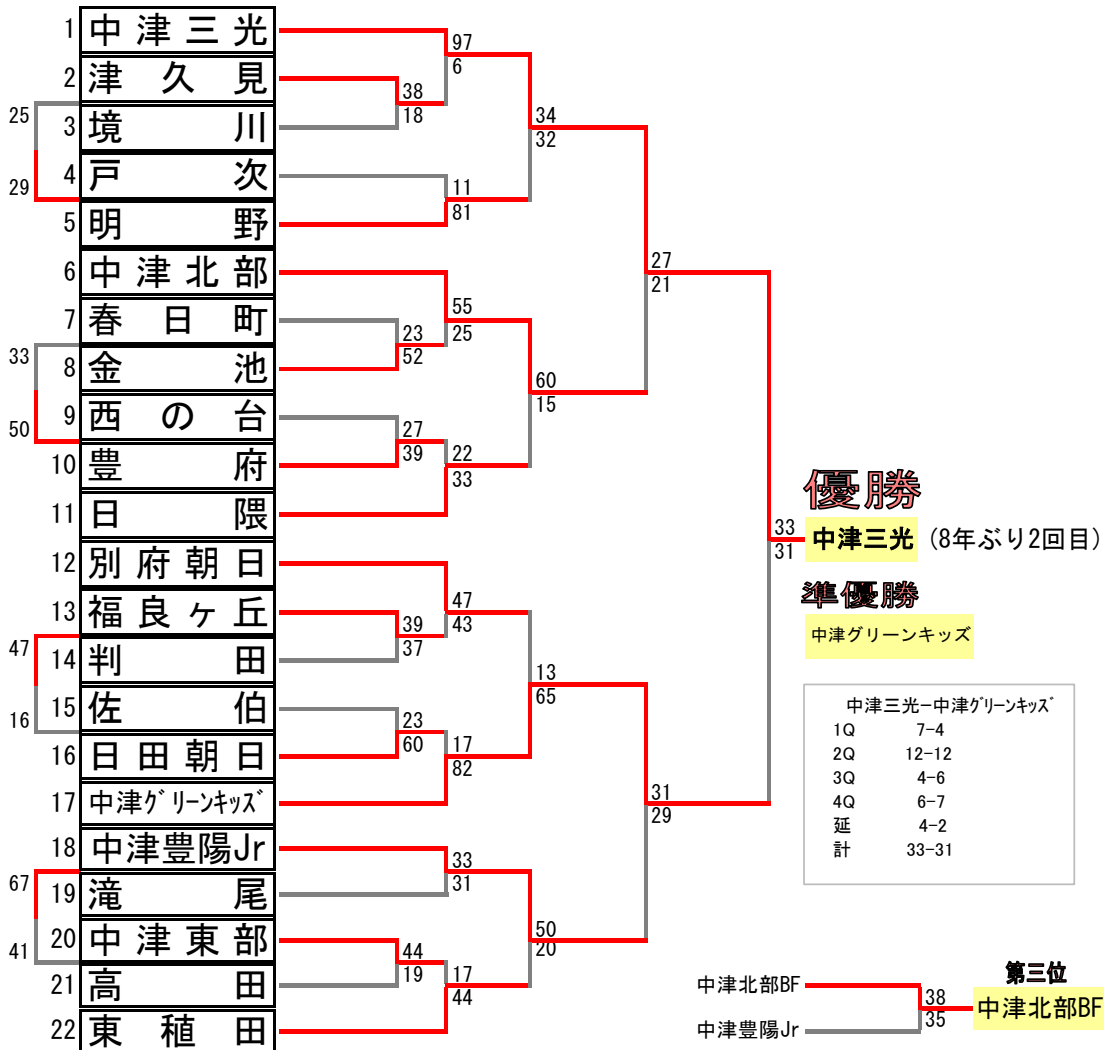 1 中津三光
2 津久見
3 境川
4 戸次
5 明野
6 中津北部
7 春日町
8 金池
9 西の台
10 豊府
11 日隈
12 別府朝日
13 福良ヶ丘
14 判田
15 佐伯
16 日田朝日
17 中津グリーンキッズ
18 中津豊陽Jr
19 滝尾
20 中津東部
21 高田
22 東稙田
25
29
33
50
47
16
67
41
38
18
23
52
27
39
39
37
23
60
44
19
97
6
11
81
55
25
22
33
47
43
17
82
33
31
17
44
34
32
60
15
13
65
50
20
27
21
31
29
33
31
優勝
中津三光 (8年ぶり2回目)
準優勝
中津グリーンキッズ
中津三光−中津グリーンキッズ
1Q 7−4
2Q 12−12
3Q 4−6
4Q 6−7
延 4−2
計 33−31
第三位
中津北部BF
中津豊陽Jr
38
35
中津北部BF